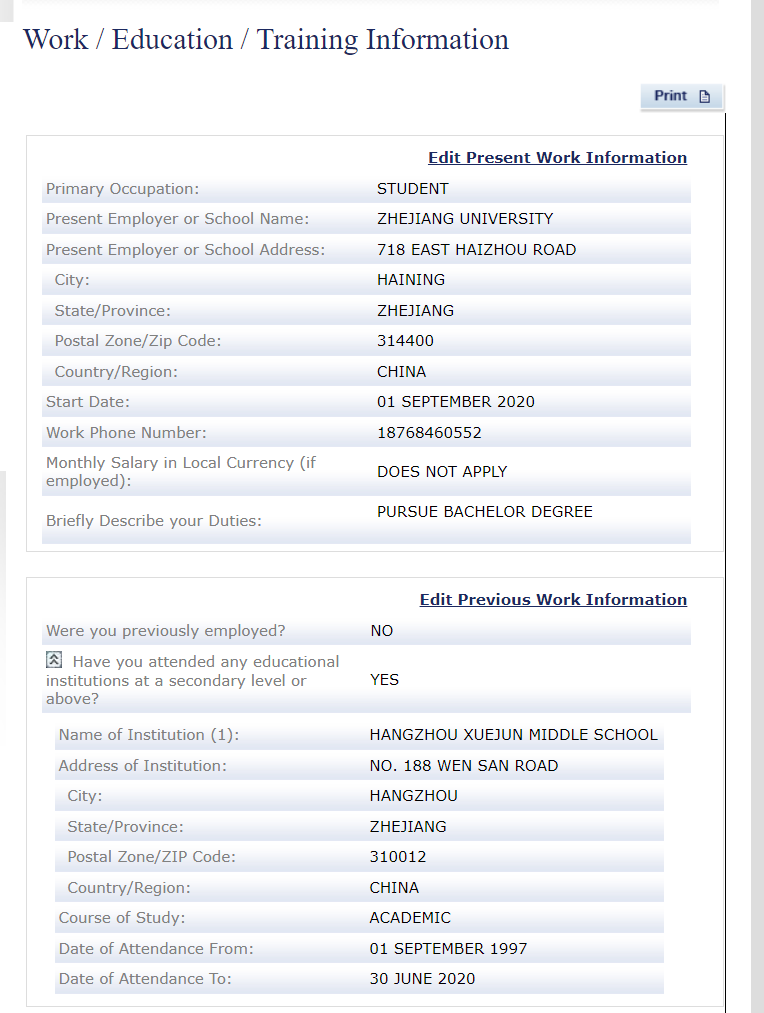 Work / Education / Training Information
Print
Edit Present Work Information
Primary Occupation: STUDENT
Present Employer or School Name: ZHEJIANG UNIVERSITY
Present Employer or School Address: 718 EAST HAIZHOU ROAD
City: HAINING
State/Province: ZHEJIANG
Postal Zone/Zip Code: 314400
Country/Region: CHINA
Start Date: 01 SEPTEMBER 2020
Work Phone Number: 18768460552
Monthly Salary in Local Currency (if
employed): DOES NOT APPLY
Briefly Describe your Duties: PURSUE BACHELOR DEGREE
Edit Previous Work Information
Were you previously employed? NO
Have you attended any educational
institutions at a secondary level or YES
above?
Name of Institution (1): HANGZHOU XUEJUN MIDDLE SCHOOL
Address of Institution: NO. 188 WEN SAN ROAD
City: HANGZHOU
State/Province: ZHEJIANG
Postal Zone/ZIP Code: 310012
Country/Region: CHINA
Course of Study: ACADEMIC
Date of Attendance From: 01 SEPTEMBER 1997
Date of Attendance To: 30 JUNE 2020